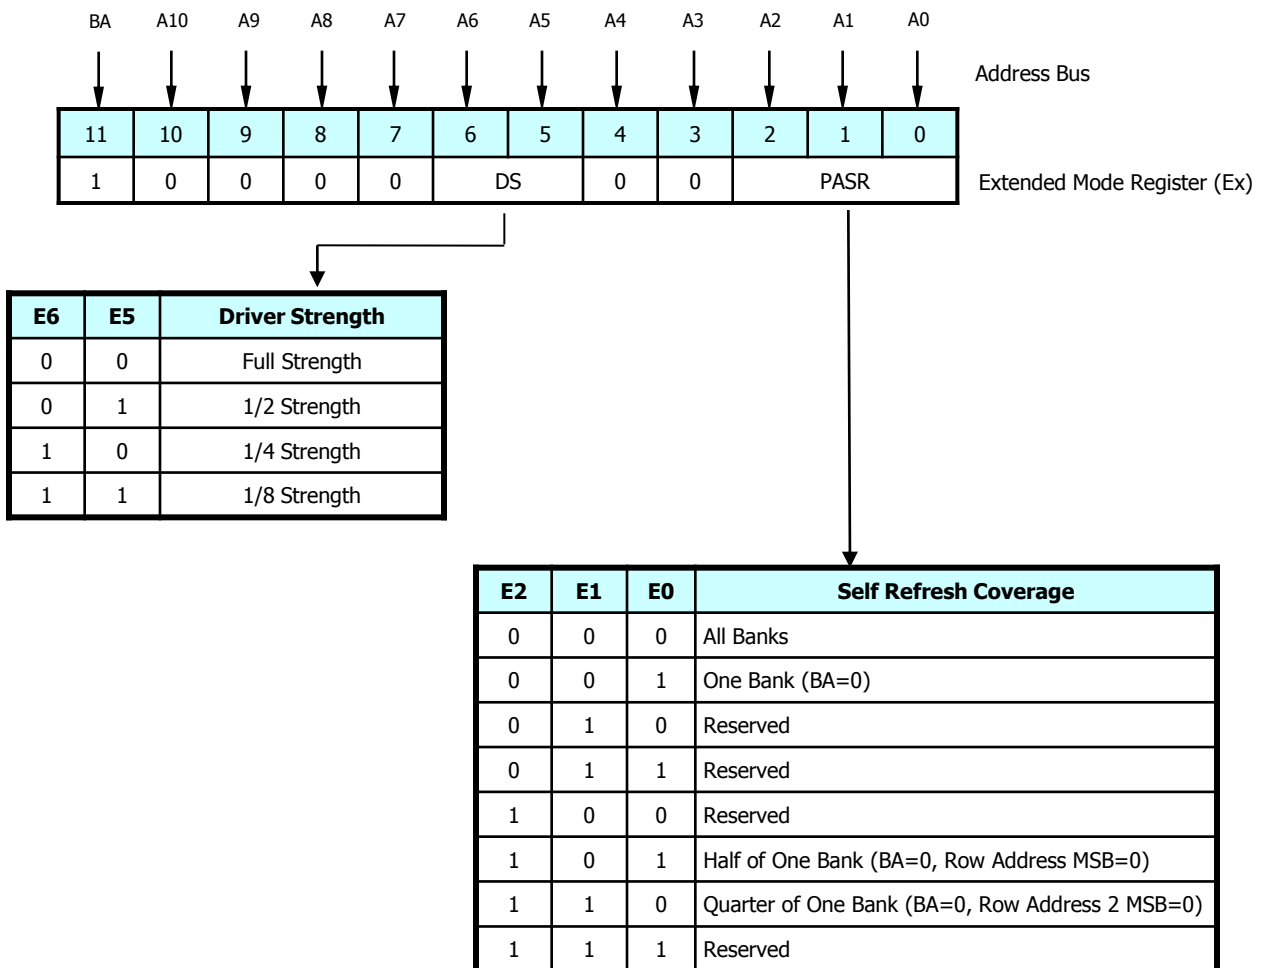 BA A10 A9 A8 A7 A6 A5 A4 A3 A2 A1 A0
Address Bus
11 10 9 8 7 6 5 4 3 2 1 0
1 0 0 0 0 DS 0 0 PASR Extended Mode Register (Ex)
E6 E5 Driver Strength
0 0 Full Strength
0 1 1/2 Strength
1 0 1/4 Strength
1 1 1/8 Strength
E2 E1 E0 Self Refresh Coverage
0 0 0 All Banks
0 0 1 One Bank (BA=0)
0 1 0 Reserved
0 1 1 Reserved
1 0 0 Reserved
1 0 1 Half of One Bank (BA=0, Row Address MSB=0)
1 1 0 Quarter of One Bank (BA=0, Row Address 2 MSB=0)
1 1 1 Reserved